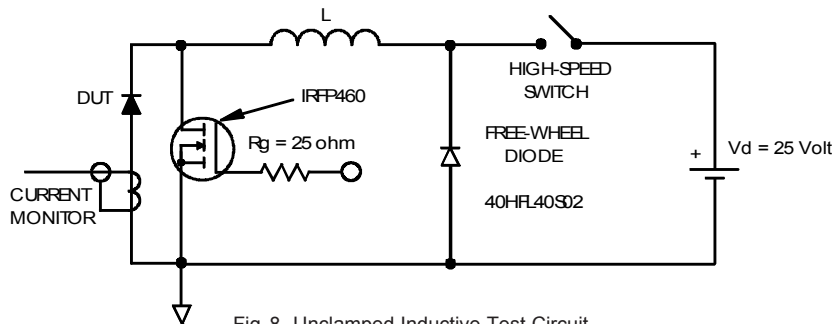 L
DUT
IRFP460
HIGH-SPEED
SWITCH
Rg = 25 ohm
FREE-WHEEL
DIODE
+
Vd = 25 Volt
CURRENT
MONITOR
40HFL40S02
Fig. 8 Unclamped Inductive Test Circuit